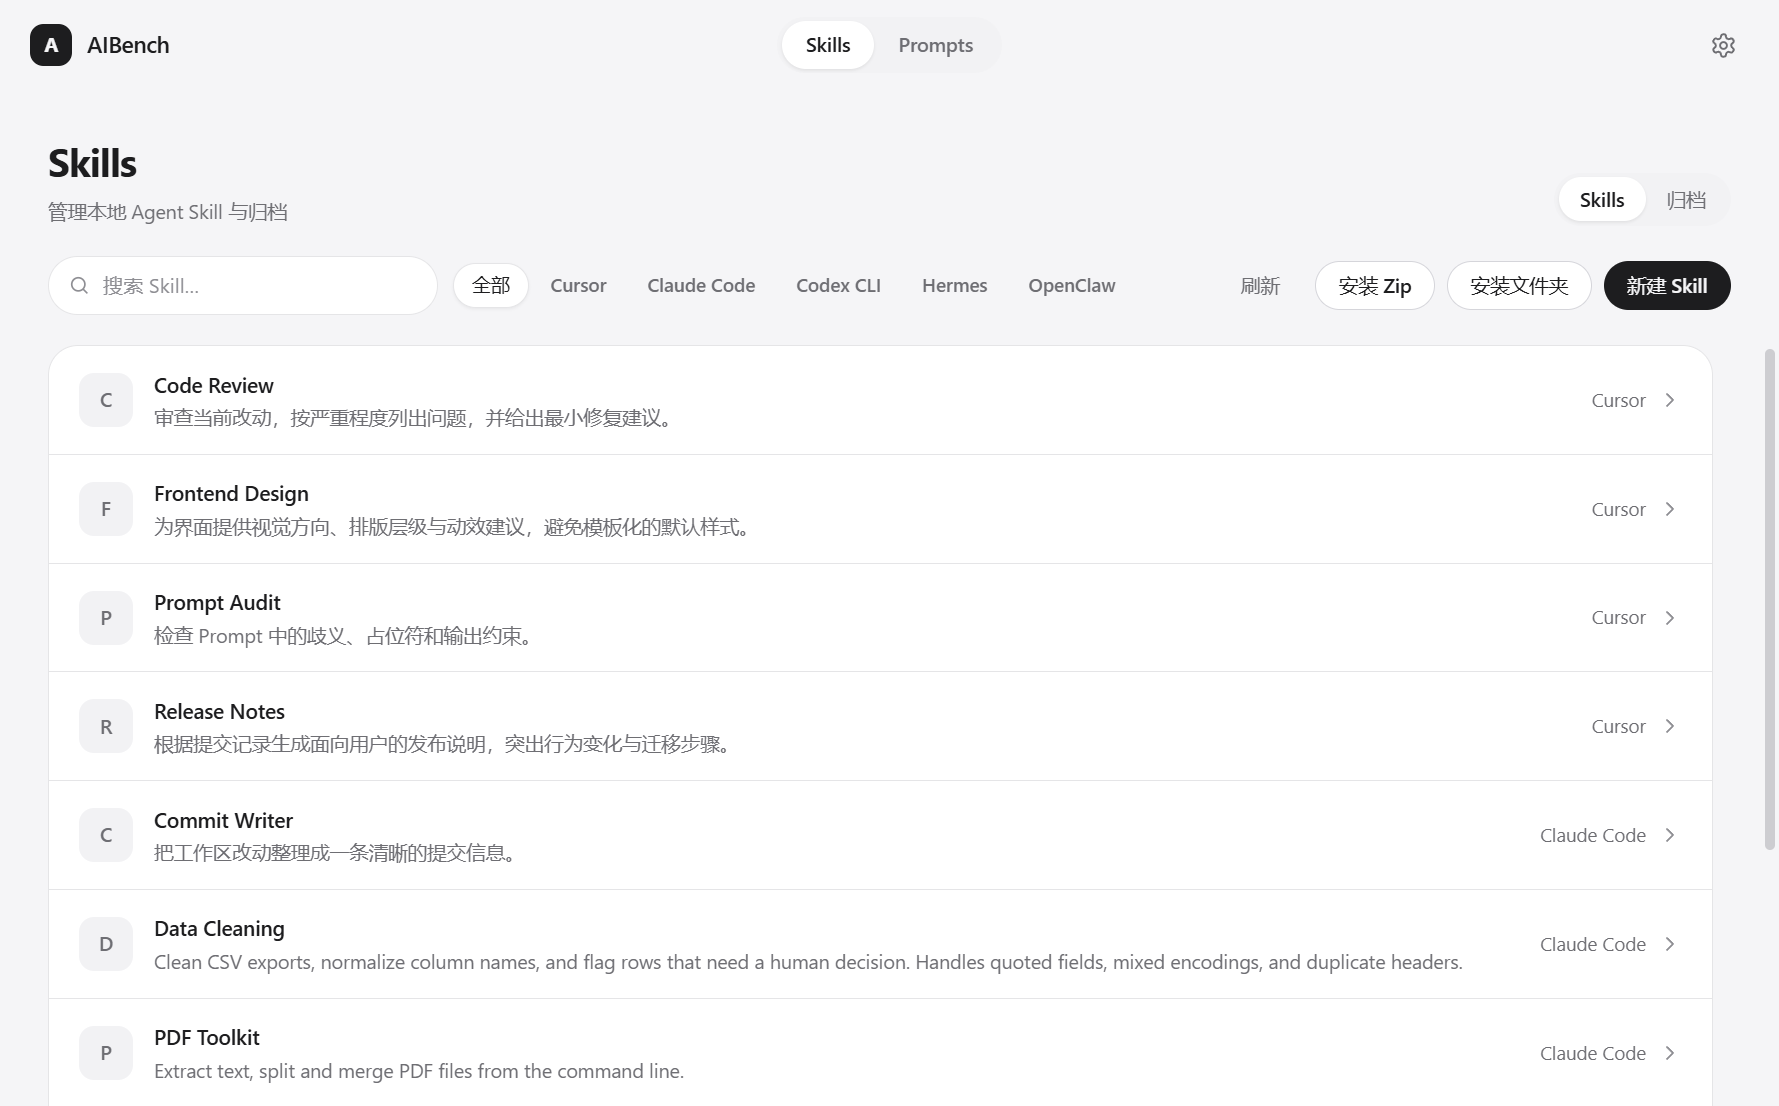 A AIBench Skills Prompts
Skills
管理本地 Agent Skill 与归档
Skills 归档
搜索 Skill... 全部 Cursor Claude Code Codex CLI Hermes OpenClaw 刷新 安装 Zip 安装文件夹 新建 Skill
C Code Review
审查当前改动，按严重程度列出问题，并给出最小修复建议。
Cursor
F Frontend Design
为界面提供视觉方向、排版层级与动效建议，避免模板化的默认样式。
Cursor
P Prompt Audit
检查 Prompt 中的歧义、占位符和输出约束。
Cursor
R Release Notes
根据提交记录生成面向用户的发布说明，突出行为变化与迁移步骤。
Cursor
C Commit Writer
把工作区改动整理成一条清晰的提交信息。
Claude Code
D Data Cleaning
Clean CSV exports, normalize column names, and flag rows that need a human decision. Handles quoted fields, mixed encodings, and duplicate headers.
Claude Code
P PDF Toolkit
Extract text, split and merge PDF files from the command line.
Claude Code